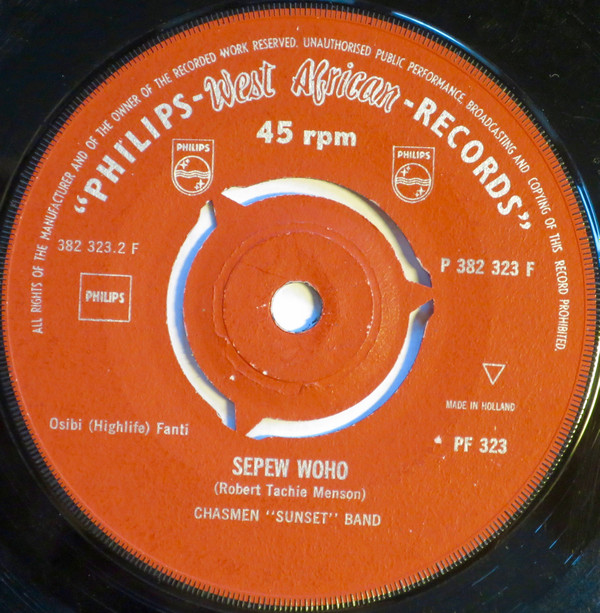 ALL RIGHTS OF THE MANUFACTURER AND OF THE OWNER OF THE RECORDED WORK RESERVED. UNAUTHORISED PUBLIC PERFORMANCE, BROADCASTING AND COPYING OF THIS RECORD PROHIBITED.
"PHILIPS-West African-RECORDS"
45 rpm
PHILIPS
PHILIPS
382 323.2 F
P 382 323 F
PHILIPS
MADE IN HOLLAND
Osibi (Highlife) Fanti
PF 323
SEPEW WOHO
(Robert Tachie Menson)
CHASMEN "SUNSET" BAND